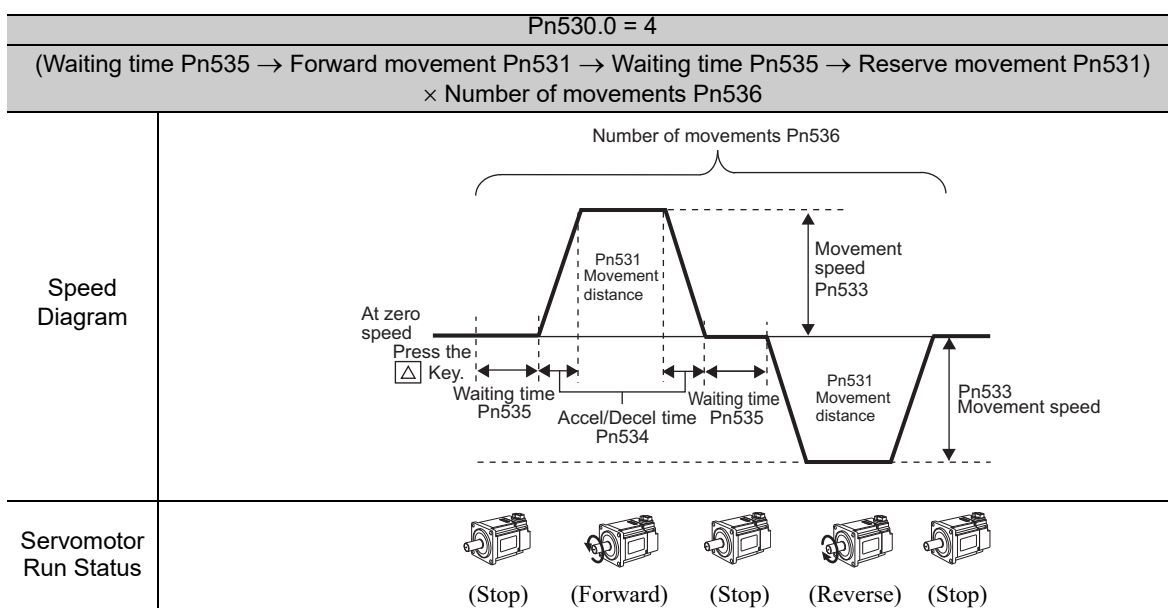 Pn530.0 = 4
(Waiting time Pn535 → Forward movement Pn531 → Waiting time Pn535 → Reserve movement Pn531)
× Number of movements Pn536
Speed
Diagram
Number of movements Pn536
Pn531
Movement
distance
Movement
speed
Pn533
At zero
speed
Press the
△ Key.
Waiting time
Pn535
Accel/Decel time
Pn534
Waiting time
Pn535
Pn531
Movement
distance
Pn533
Movement speed
Servomotor
Run Status
(Stop) (Forward) (Stop) (Reverse) (Stop)